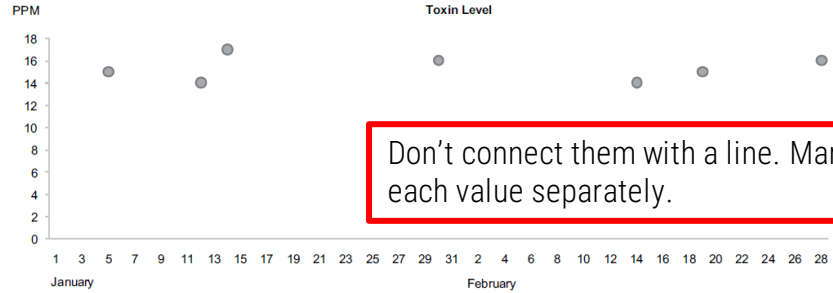 PPM
Toxin Level
18
16
14
12
10
8
6
4
2
0
Don't connect them with a line.
each value separately.
1 3 5 7 9 11 13 15 17 19 21 23 25 27 29 31 2 4 6 8 10 12 14 16 18 20 22 24 26 28
January February